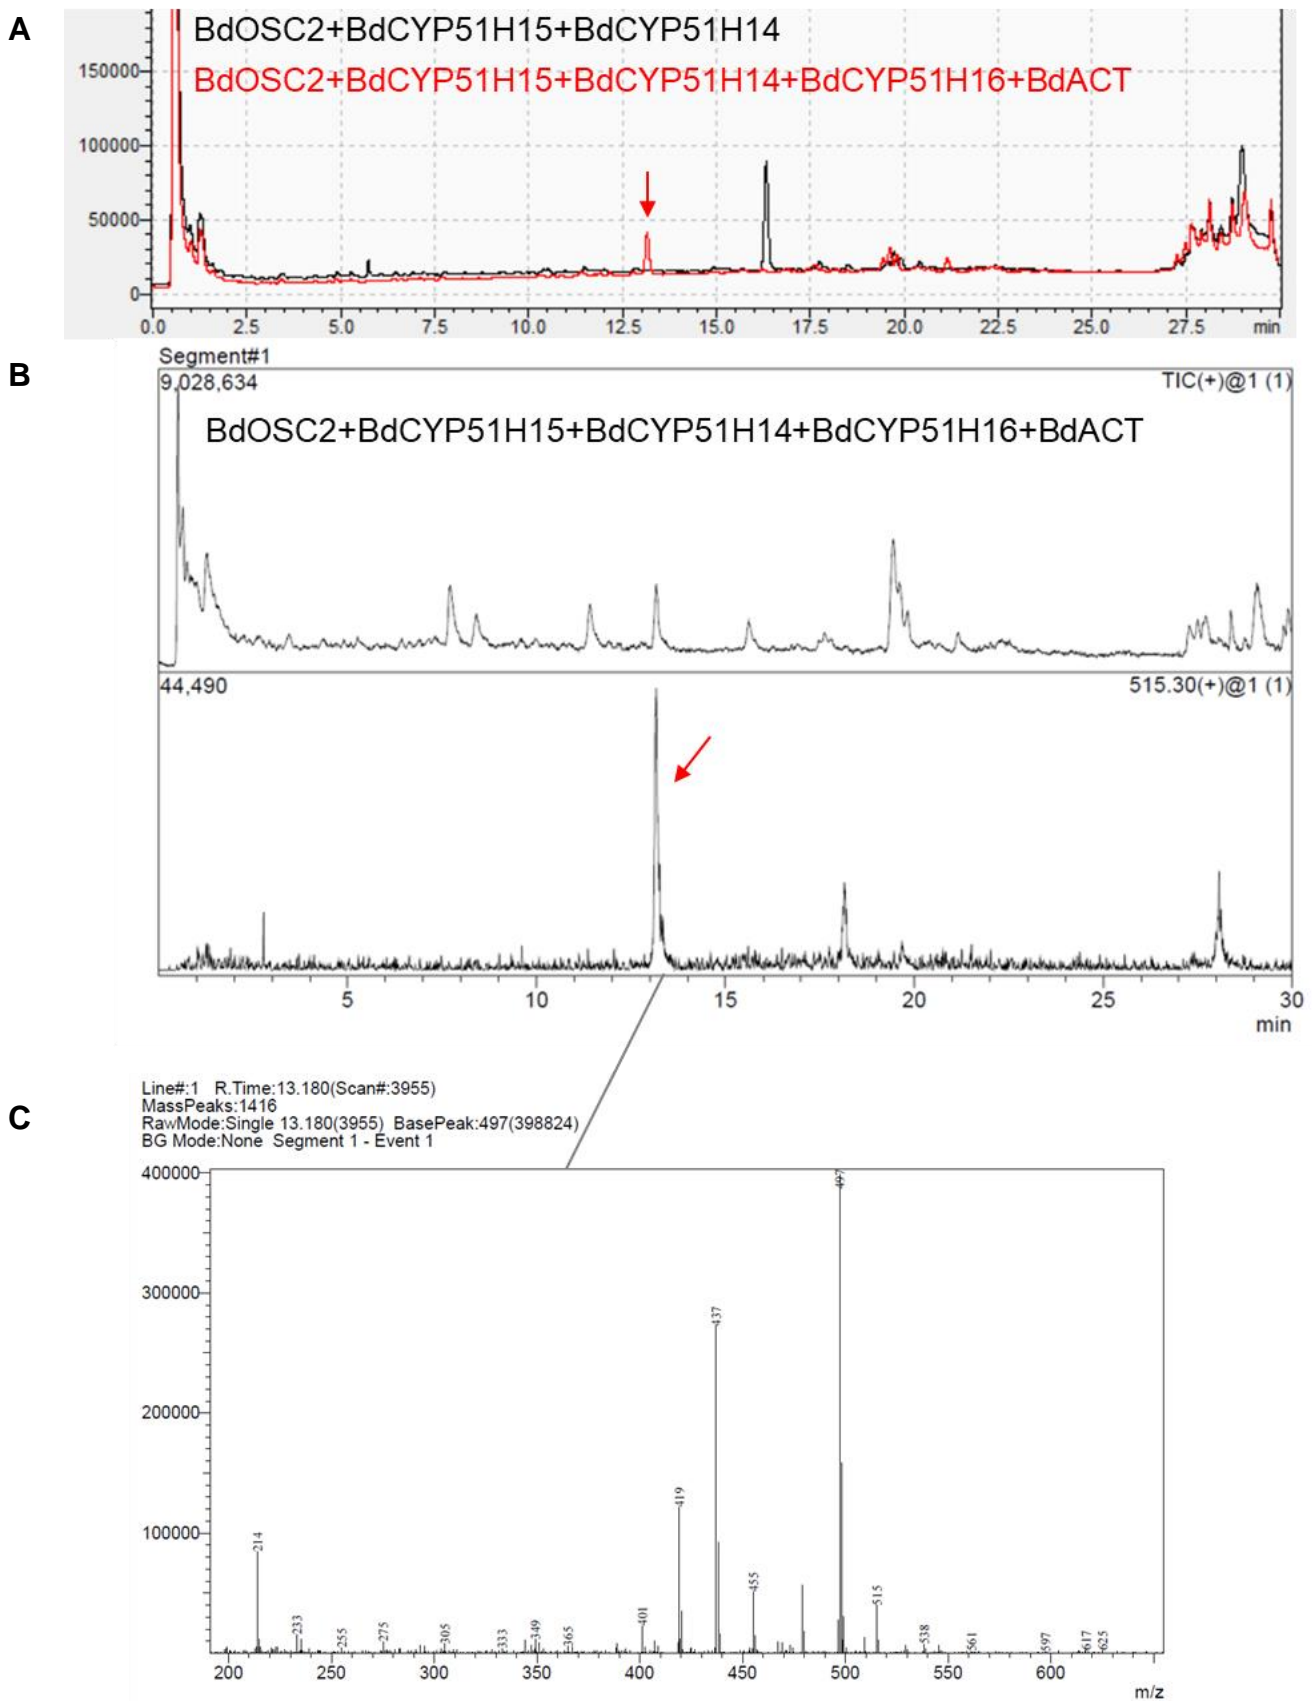 A
BdOSC2+BdCYP51H15+BdCYP51H14
BdOSC2+BdCYP51H15+BdCYP51H14+BdCYP51H16+BdACT
150000
100000
50000
0
0.0 2.5 5.0 7.5 10.0 12.5 15.0 17.5 20.0 22.5 25.0 27.5 min
B
Segment#1
9,028,634 TIC(+)@1 (1)
BdOSC2+BdCYP51H15+BdCYP51H14+BdCYP51H16+BdACT
44,490 515.30(+)@1 (1)
5 10 15 20 25 30
min
C
Line#:1 R.Time:13.180(Scan#:3955)
MassPeaks:1416
RawMode:Single 13.180(3955) BasePeak:497(398824)
BG Mode:None Segment 1 - Event 1
400000
300000
200000
100000
214
233
255
275
305
333
349
365
401
419
437
455
497
515
538
561
597
617
625
200 250 300 350 400 450 500 550 600
m/z